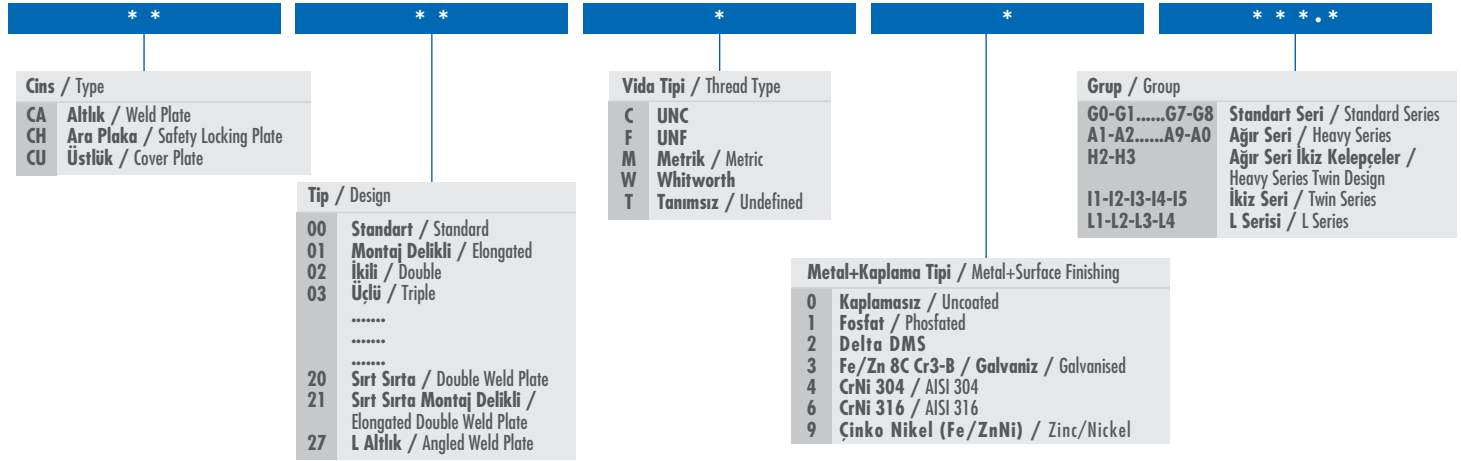 * * * * * * * * * . *
Cins / Type
CA Altlık / Weld Plate
CH Ara Plaka / Safety Locking Plate
CU Üstlük / Cover Plate
Tip / Design
00 Standart / Standard
01 Montaj Delikli / Elongated
02 İkili / Double
03 Üçlü / Triple
.......
.......
.......
20 Sırt Sırta / Double Weld Plate
21 Sırt Sırta Montaj Delikli /
Elongated Double Weld Plate
27 L Altlık / Angled Weld Plate
Vida Tipi / Thread Type
C UNC
F UNF
M Metrik / Metric
W Whitworth
T Tanımsız / Undefined
Metal+Kaplama Tipi / Metal+Surface Finishing
0 Kaplamasız / Uncoated
1 Fosfat / Phosfated
2 Delta DMS
3 Fe/Zn 8C Cr3-B / Galvaniz / Galvanised
4 CrNi 304 / AISI 304
6 CrNi 316 / AISI 316
9 Çinko Nikel (Fe/ZnNi) / Zinc/Nickel
Grup / Group
G0-G1......G7-G8 Standart Seri / Standard Series
A1-A2......A9-A0 Ağır Seri / Heavy Series
H2-H3 Ağır Seri İkiz Kelepçeler /
Heavy Series Twin Design
I1-I2-I3-I4-I5 İkiz Seri / Twin Series
L1-L2-L3-L4 L Serisi / L Series